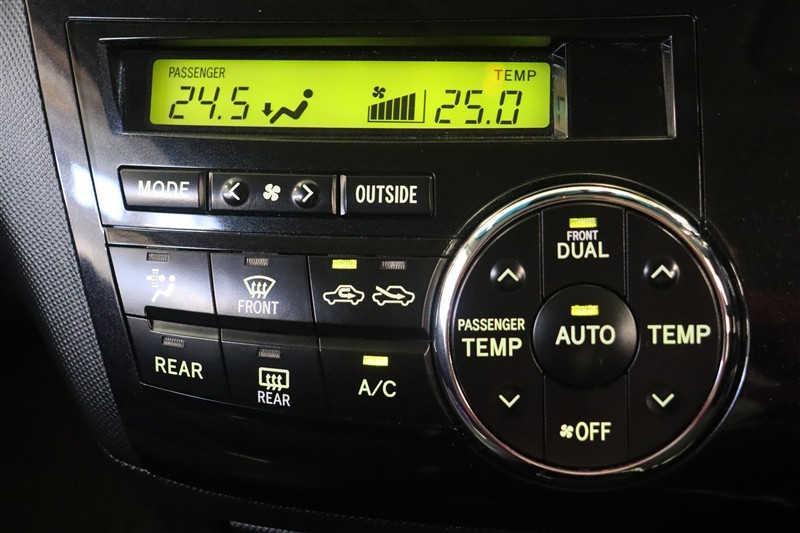 PASSENGER
24.5
TEMP
25.0
MODE
OUTSIDE
FRONT
REAR
REAR
A/C
FRONT
DUAL
PASSENGER
TEMP
AUTO
TEMP
OFF